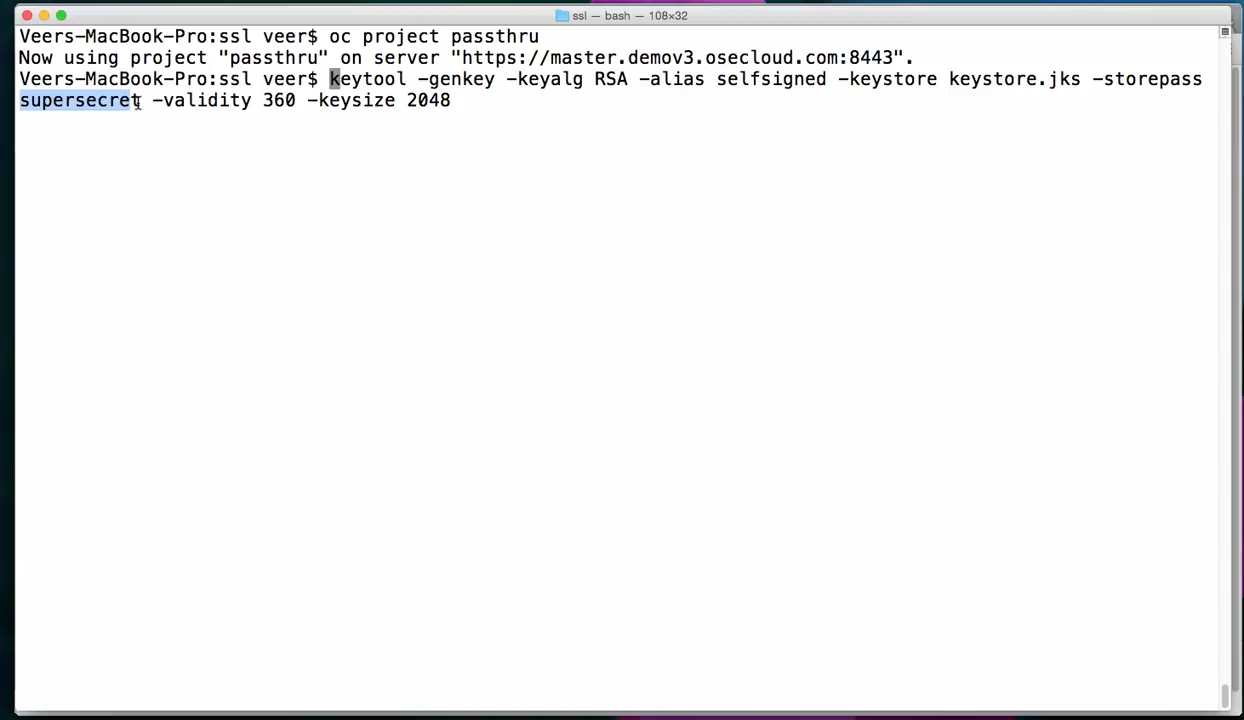 ssl — bash — 108×32
Veers-MacBook-Pro:ssl veer$ oc project passthru
Now using project "passthru" on server "https://master.demov3.osecloud.com:8443".
Veers-MacBook-Pro:ssl veer$ keytool -genkey -keyalg RSA -alias selfsigned -keystore keystore.jks -storepass
supersecret -validity 360 -keysize 2048